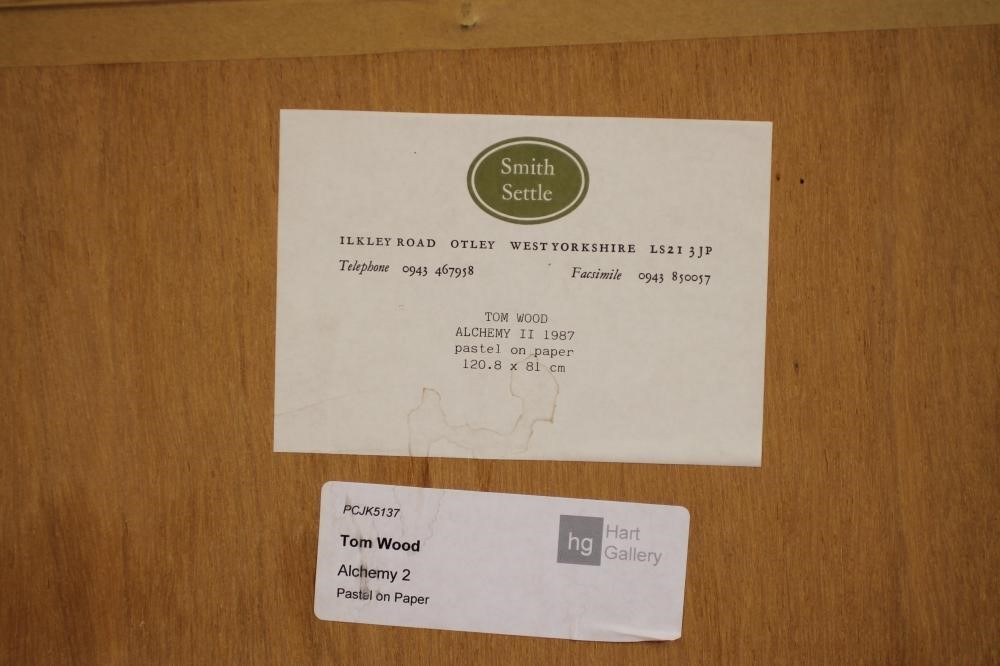 Smith
Settle
ILKLEY ROAD OTLEY WEST YORKSHIRE LS21 3JP
Telephone 0943 467958 Facsimile 0943 850057
TOM WOOD
ALCHEMY II 1987
pastel on paper
120.8 x 81 cm
PCJK5137
hg Hart
Gallery
Tom Wood
Alchemy 2
Pastel on Paper